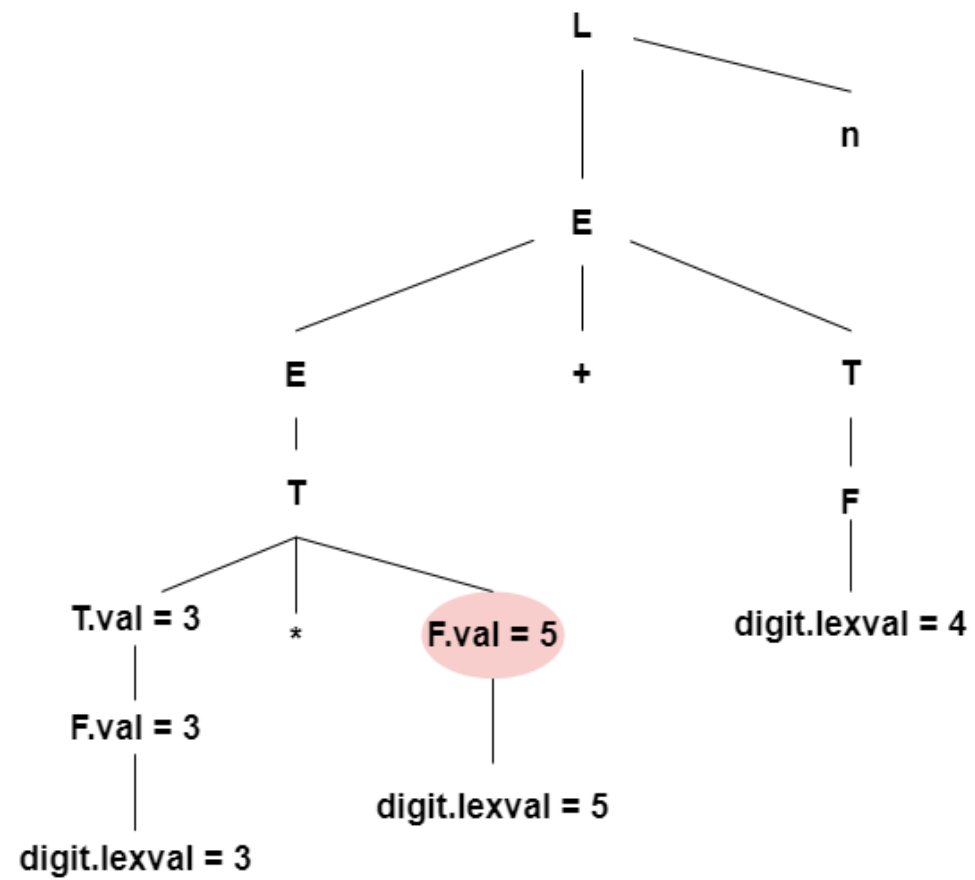 L
n
E
E
+
T
T
F
T.val = 3
*
F.val = 5
digit.lexval = 4
F.val = 3
digit.lexval = 5
digit.lexval = 3